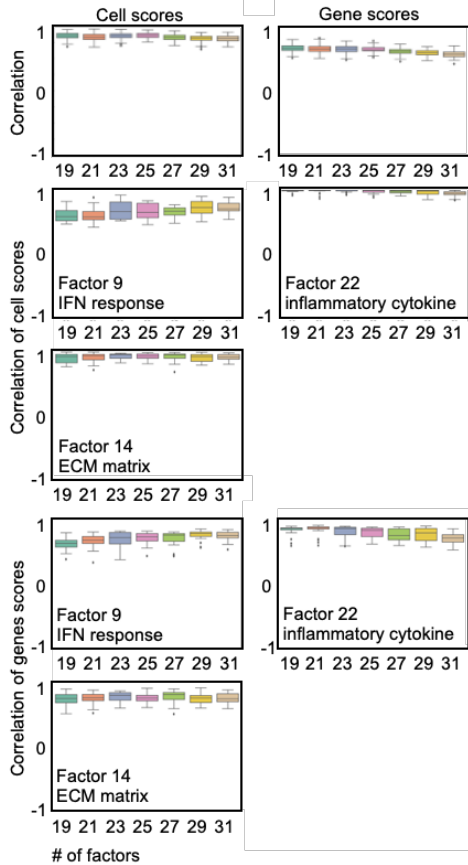 Cell scores
Gene scores
Correlation
1
0
-1
19 21 23 25 27 29 31
1
0
-1
19 21 23 25 27 29 31
Correlation of cell scores
1
0
-1
Factor 9
IFN response
19 21 23 25 27 29 31
1
0
-1
Factor 22
inflammatory cytokine
19 21 23 25 27 29 31
1
0
-1
Factor 14
ECM matrix
19 21 23 25 27 29 31
Correlation of genes scores
1
0
-1
Factor 9
IFN response
19 21 23 25 27 29 31
1
0
-1
Factor 22
inflammatory cytokine
19 21 23 25 27 29 31
1
0
-1
Factor 14
ECM matrix
19 21 23 25 27 29 31
# of factors